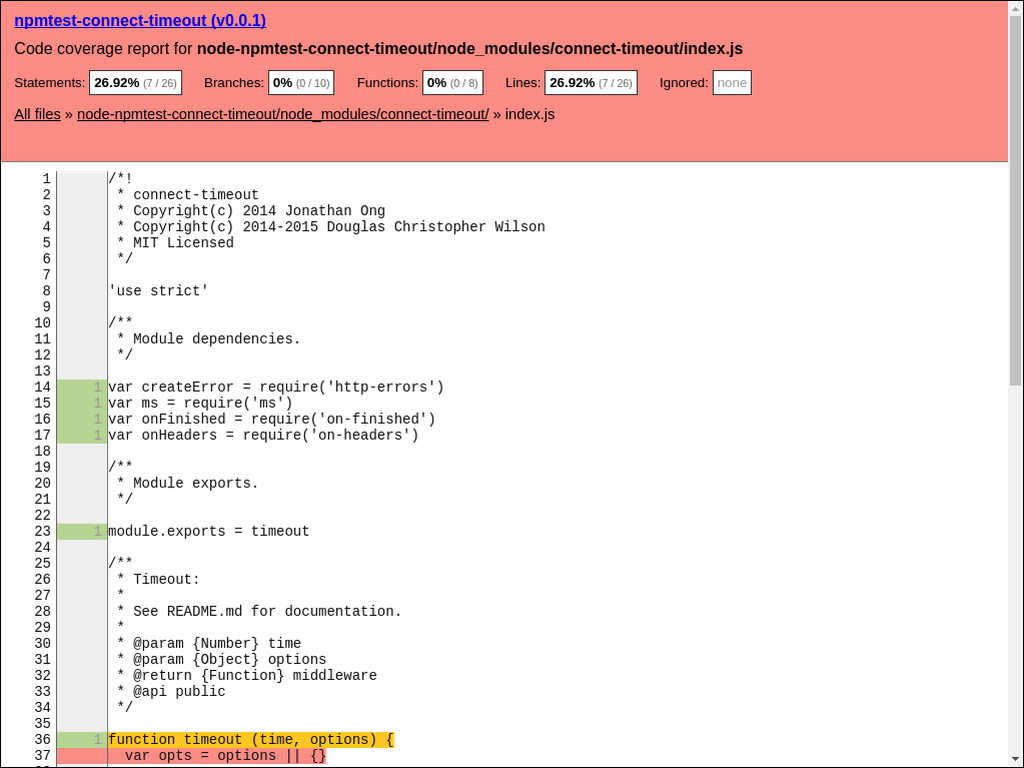 npmtest-connect-timeout (v0.0.1)
Code coverage report for node-npmtest-connect-timeout/node_modules/connect-timeout/index.js
Statements: 26.92% (7 / 26) Branches: 0% (0 / 10) Functions: 0% (0 / 8) Lines: 26.92% (7 / 26) Ignored: none
All files » node-npmtest-connect-timeout/node_modules/connect-timeout/ » index.js
1 /*!
2  * connect-timeout
3  * Copyright(c) 2014 Jonathan Ong
4  * Copyright(c) 2014-2015 Douglas Christopher Wilson
5  * MIT Licensed
6  */
7
8 'use strict'
9
10 /**
11  * Module dependencies.
12  */
13
14 1 var createError = require('http-errors')
15 1 var ms = require('ms')
16 1 var onFinished = require('on-finished')
17 1 var onHeaders = require('on-headers')
18
19 /**
20  * Module exports.
21  */
22
23 1 module.exports = timeout
24
25 /**
26  * Timeout:
27  *
28  * See README.md for documentation.
29  *
30  * @param {Number} time
31  * @param {Object} options
32  * @return {Function} middleware
33  * @api public
34  */
35
36 1 function timeout (time, options) {
37   var opts = options || {}